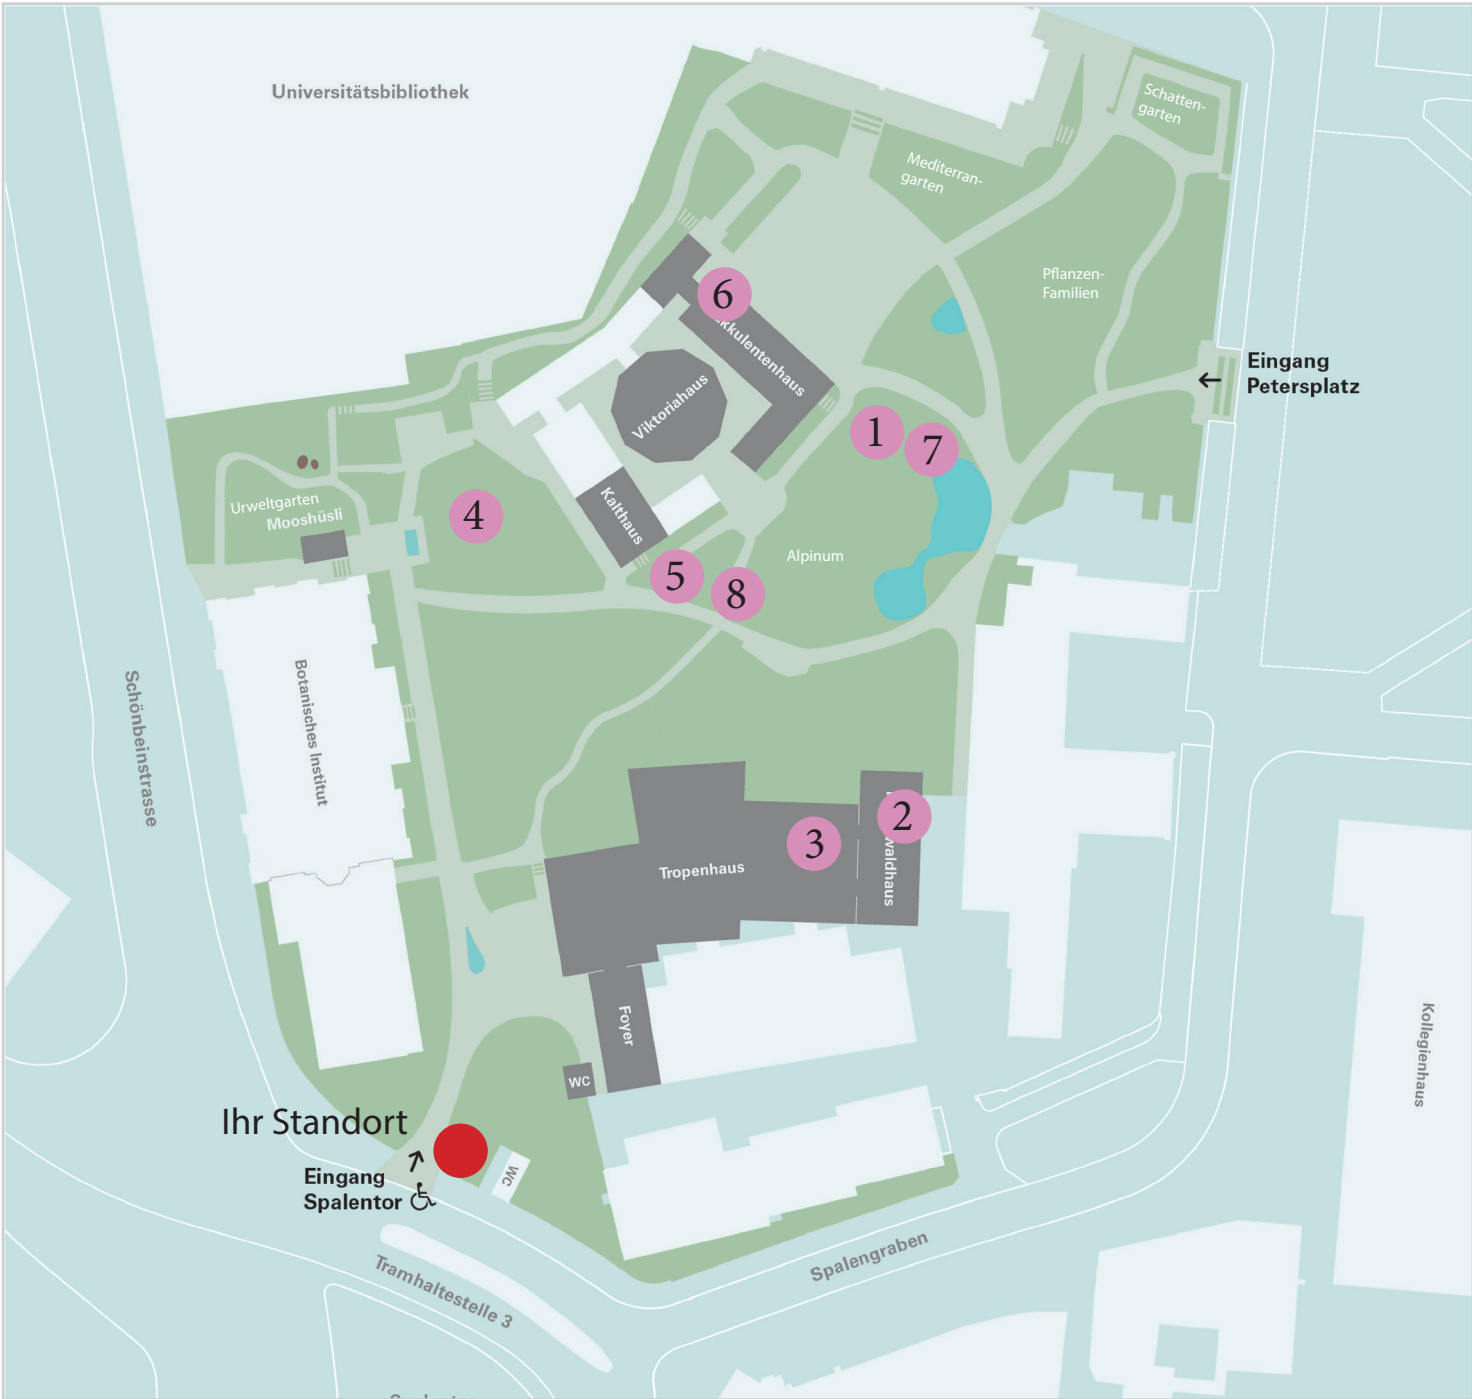 Universitätsbibliothek
Schatten-
garten
Mediterran-
garten
Pflanzen-
Familien
6
kkulentenhaus
Viktoriahaus
Eingang
Petersplatz
1
7
Urweltgarten
Mooshüsli
4
Kalthaus
Alpinum
5
8
Botanisches Institut
Schönbeinstrasse
2
3
waldhaus
Tropenhaus
Foyer
WC
Kollegienhaus
Ihr Standort
Eingang
Spalentor
WC
Spalengraben
Tramhaltestelle 3